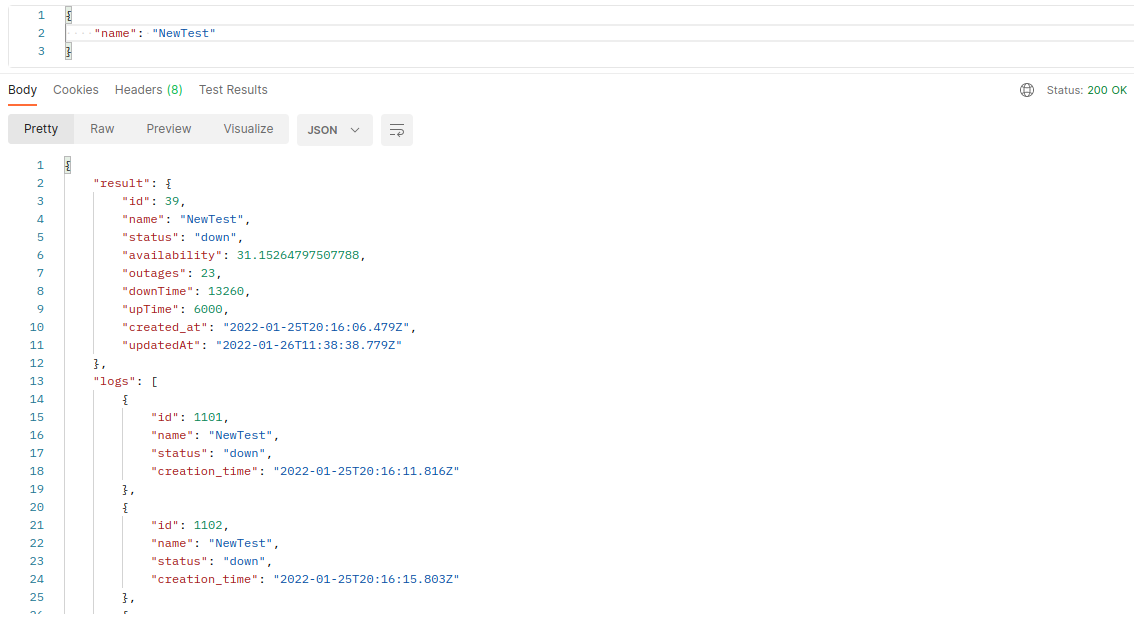 1 {
2 "name": "NewTest"
3 }
Body Cookies Headers (8) Test Results Status: 200 OK
Pretty Raw Preview Visualize JSON
1 {
2 "result": {
3 "id": 39,
4 "name": "NewTest",
5 "status": "down",
6 "availability": 31.15264797507788,
7 "outages": 23,
8 "downTime": 13260,
9 "upTime": 6000,
10 "created_at": "2022-01-25T20:16:06.479Z",
11 "updatedAt": "2022-01-26T11:38:38.779Z"
12 },
13 "logs": [
14 {
15 "id": 1101,
16 "name": "NewTest",
17 "status": "down",
18 "creation_time": "2022-01-25T20:16:11.816Z"
19 },
20 {
21 "id": 1102,
22 "name": "NewTest",
23 "status": "down",
24 "creation_time": "2022-01-25T20:16:15.803Z"
25 },